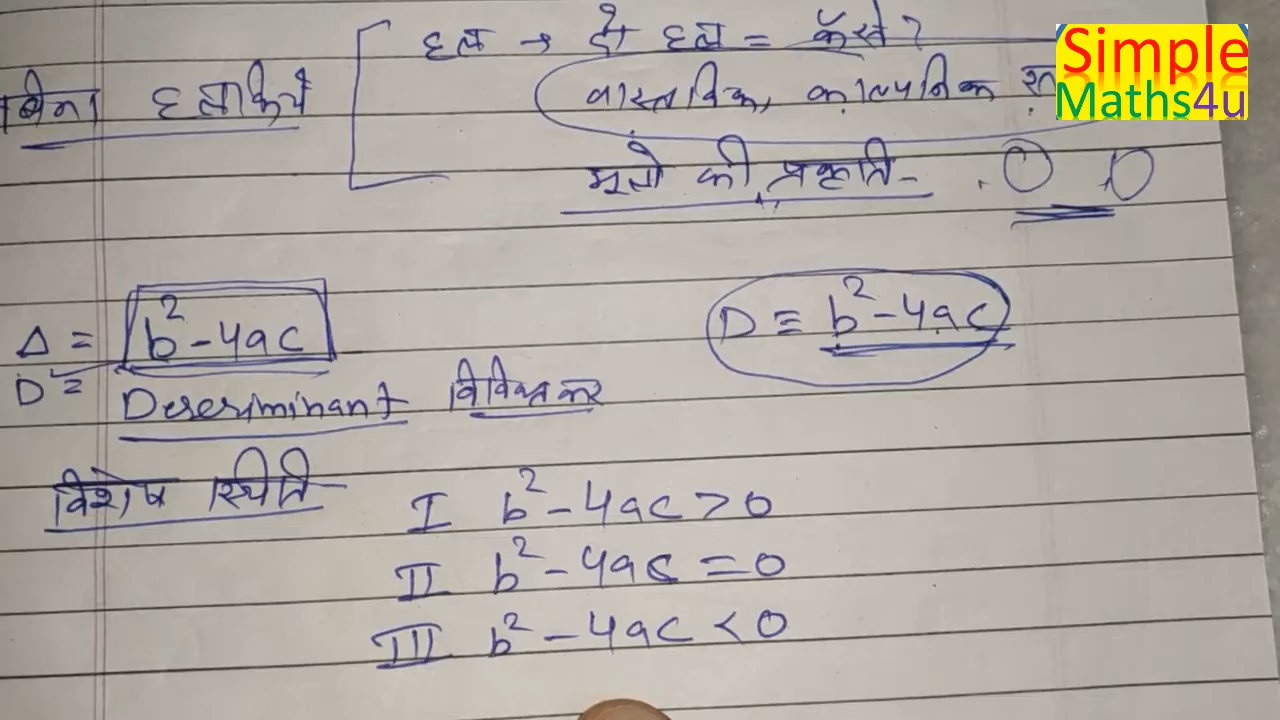 हल → दो हल = कैसे?
Simple
Maths4u
बिना हल किये
वास्तविक, काल्पनिक
मूलो की प्रकृति-
Δ = b²-4ac
D = b²-4ac
D =
Descriminant विविक्तकर
विशेष स्थिति-
I b²-4ac>0
II b²-4ac =0
III b²-4ac <0